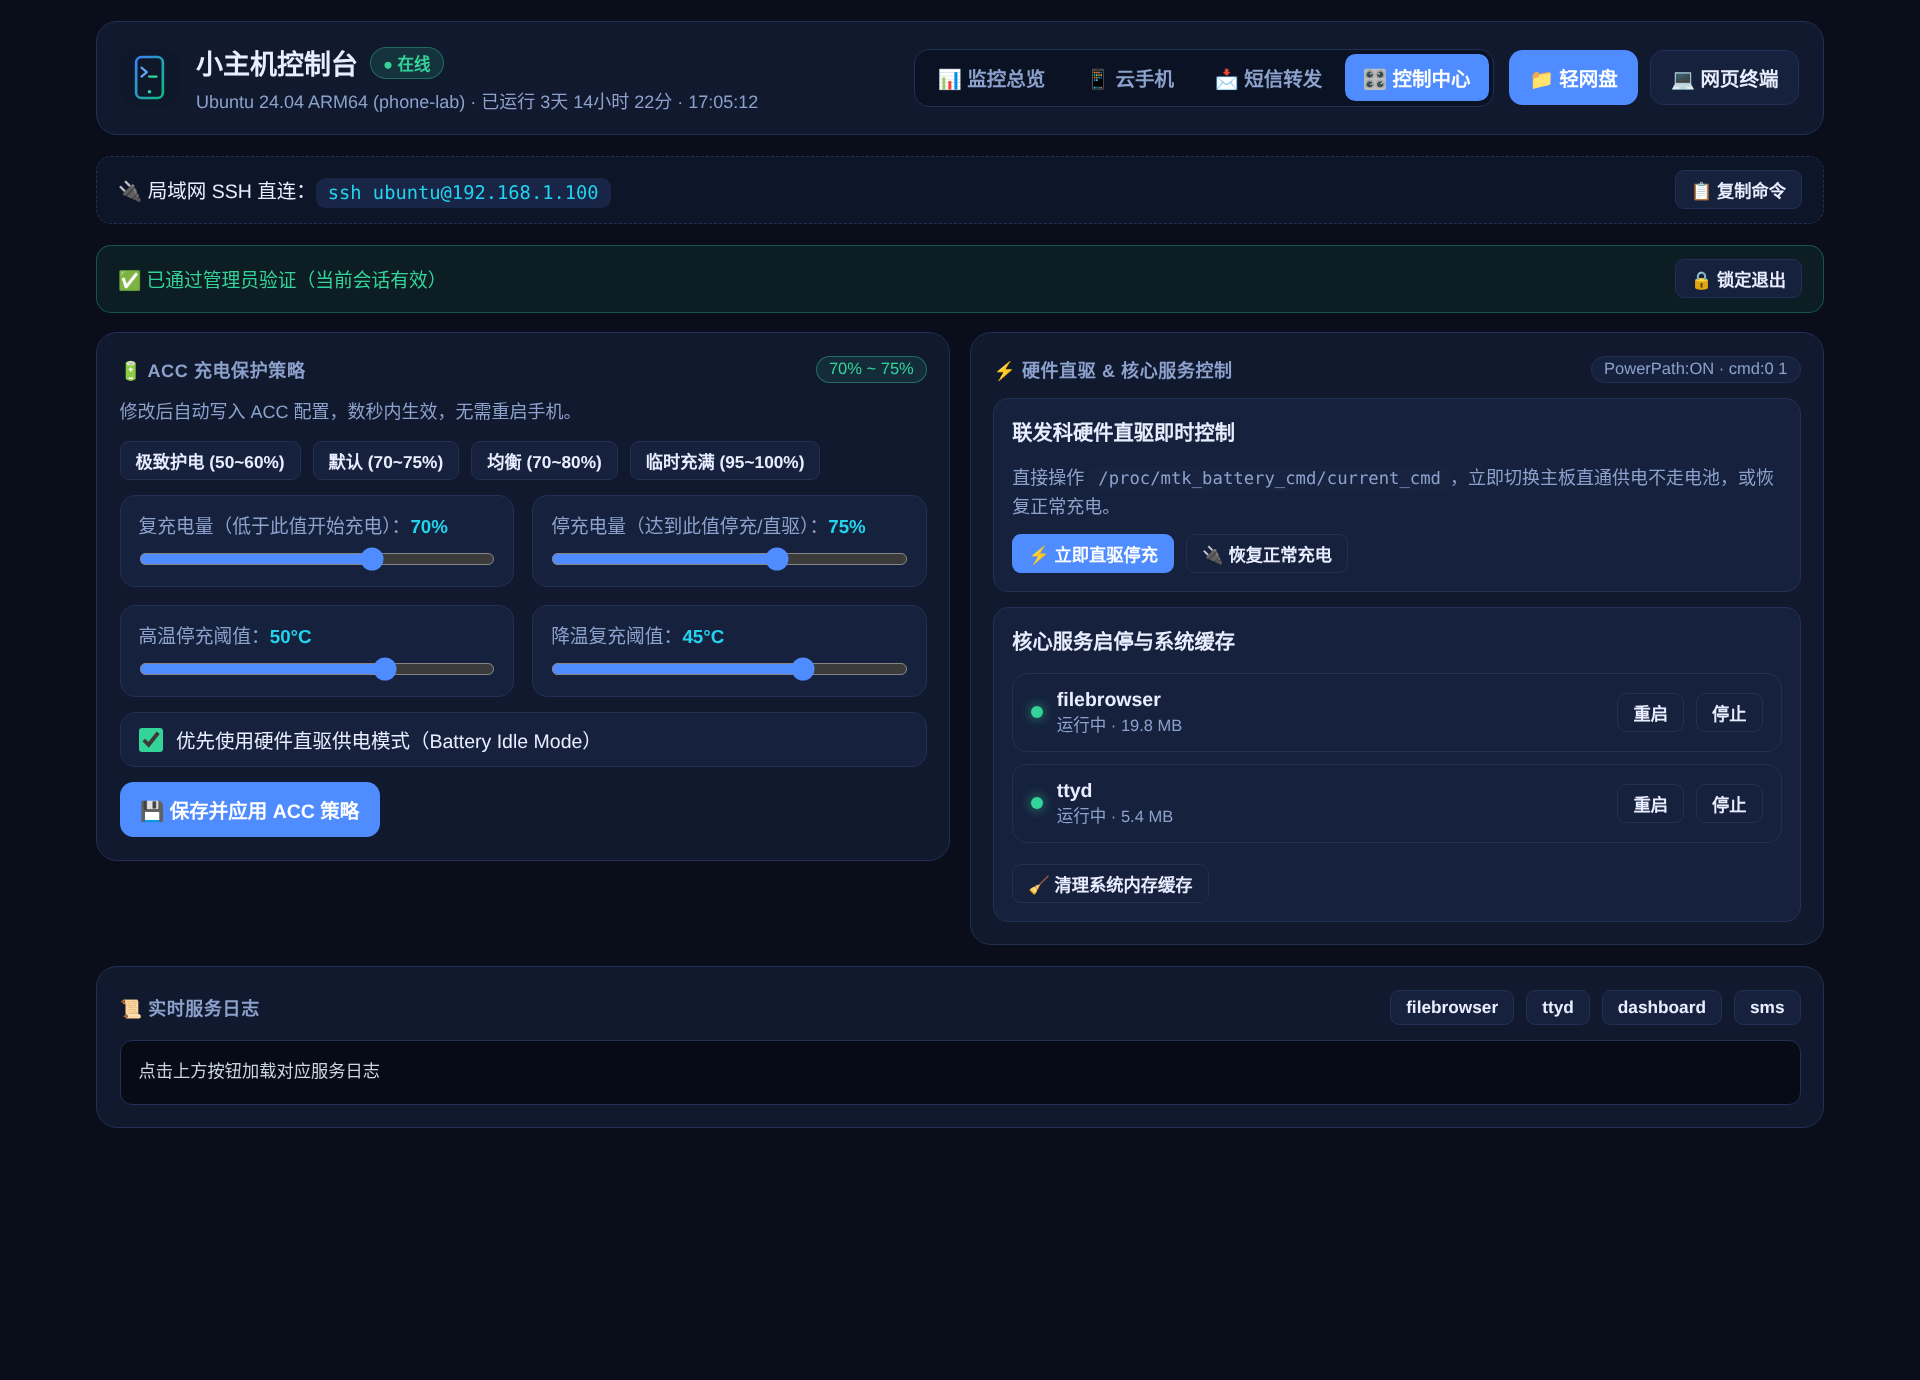 小主机控制台
● 在线
Ubuntu 24.04 ARM64 (phone-lab) · 已运行 3天 14小时 22分 · 17:05:12
📊 监控总览
📱 云手机
📩 短信转发
🎛️ 控制中心
📁 轻网盘
💻 网页终端
🔌 局域网 SSH 直连： ssh ubuntu@192.168.1.100
📋 复制命令
✅ 已通过管理员验证（当前会话有效）
🔒 锁定退出
🔋 ACC 充电保护策略
70% ~ 75%
修改后自动写入 ACC 配置，数秒内生效，无需重启手机。
极致护电 (50~60%)
默认 (70~75%)
均衡 (70~80%)
临时充满 (95~100%)
复充电量（低于此值开始充电）：70%
停充电量（达到此值停充/直驱）：75%
高温停充阈值：50°C
降温复充阈值：45°C
优先使用硬件直驱供电模式（Battery Idle Mode）
💾 保存并应用 ACC 策略
⚡ 硬件直驱 & 核心服务控制
PowerPath:ON · cmd:0 1
联发科硬件直驱即时控制
直接操作 /proc/mtk_battery_cmd/current_cmd ，立即切换主板直通供电不走电池，或恢
复正常充电。
⚡ 立即直驱停充
🔌 恢复正常充电
核心服务启停与系统缓存
filebrowser
运行中 · 19.8 MB
重启
停止
ttyd
运行中 · 5.4 MB
重启
停止
🧹 清理系统内存缓存
📜 实时服务日志
filebrowser
ttyd
dashboard
sms
点击上方按钮加载对应服务日志